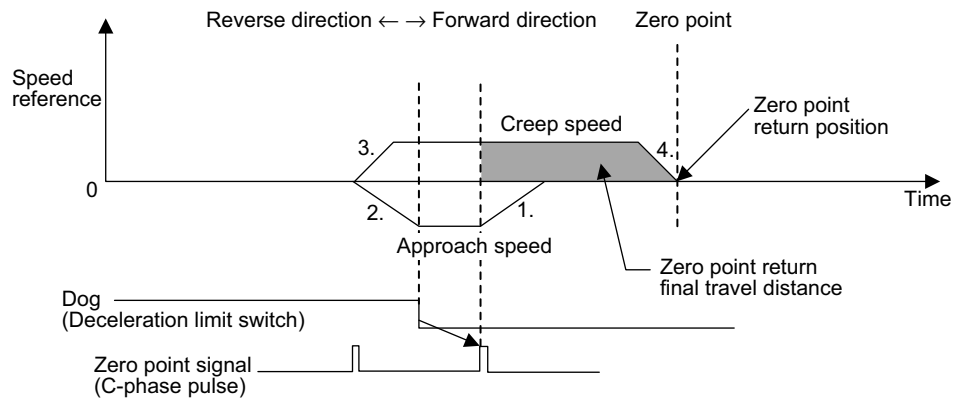 Reverse direction ← → Forward direction
Zero point
Speed
reference
Zero point
return position
Creep speed
3.
4.
0
Time
2.
1.
Approach speed
Zero point return
final travel distance
Dog
(Deceleration limit switch)
Zero point signal
(C-phase pulse)